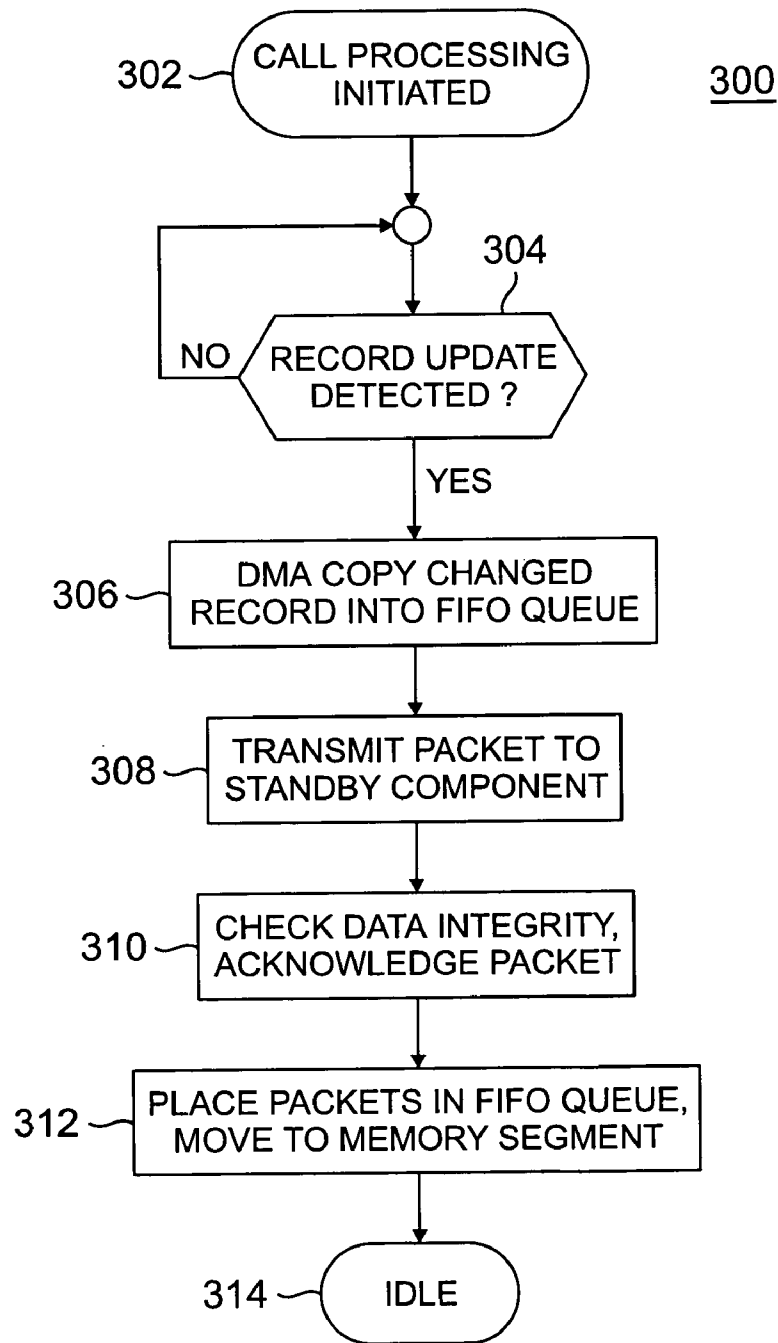 CALL PROCESSING
INITIATED
302
300
304
NO
RECORD UPDATE
DETECTED ?
YES
306
DMA COPY CHANGED
RECORD INTO FIFO QUEUE
308
TRANSMIT PACKET TO
STANDBY COMPONENT
310
CHECK DATA INTEGRITY,
ACKNOWLEDGE PACKET
312
PLACE PACKETS IN FIFO QUEUE,
MOVE TO MEMORY SEGMENT
314
IDLE